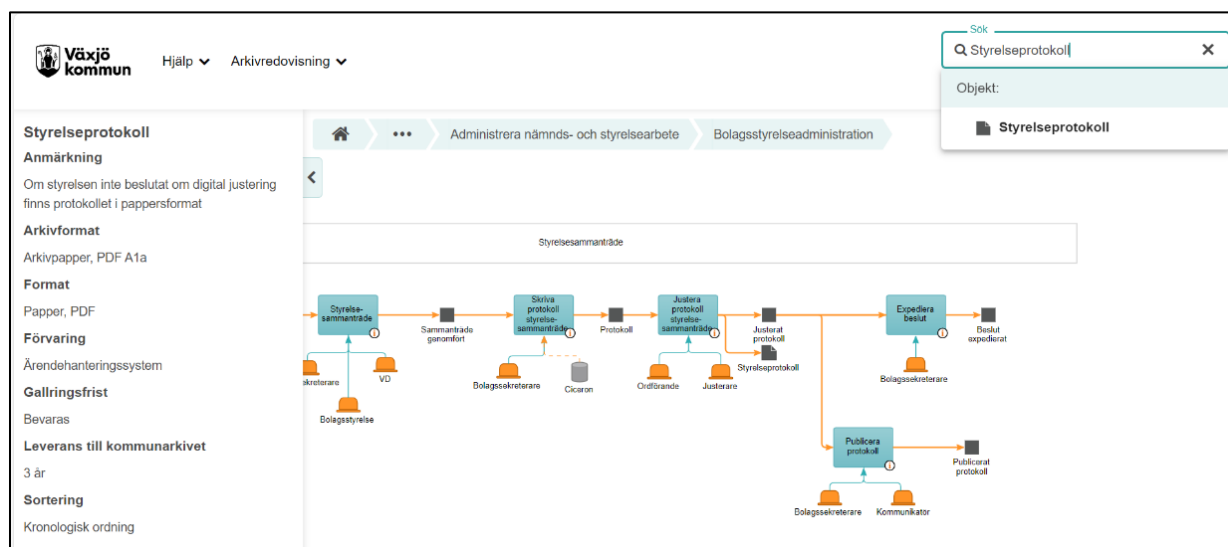 Växjö
kommun
Hjälp
Arkivredovisning
Sök
Styrelseprotokoll
Objekt:
Styrelseprotokoll
Styrelseprotokoll
Anmärkning
Om styrelsen inte beslutat om digital justering
finns protokollet i pappersformat
Arkivformat
Arkivpapper, PDF A1a
Format
Papper, PDF
Förvaring
Ärendehanteringssystem
Gallringsfrist
Bevaras
Leverans till kommunarkivet
3 år
Sortering
Kronologisk ordning
•••
Administrera nämnds- och styrelsearbete
Bolagsstyrelseadministration
Styrelsesammanträde
Styrelse-
sammanträde
ekreterare
VD
Bolagsstyrelse
Sammanträde
genomfört
Skriva
protokoll
styrelse-
sammanträde
Bolagssekreterare
Ciceron
Protokoll
Justera
protokoll
styrelse-
sammanträde
Ordförande
Justerare
Justerat
protokoll
Styrelseprotokoll
Expediera
beslut
Bolagssekreterare
Beslut
expedierat
Publicera
protokoll
Bolagssekreterare
Kommunikatör
Publicerat
protokoll